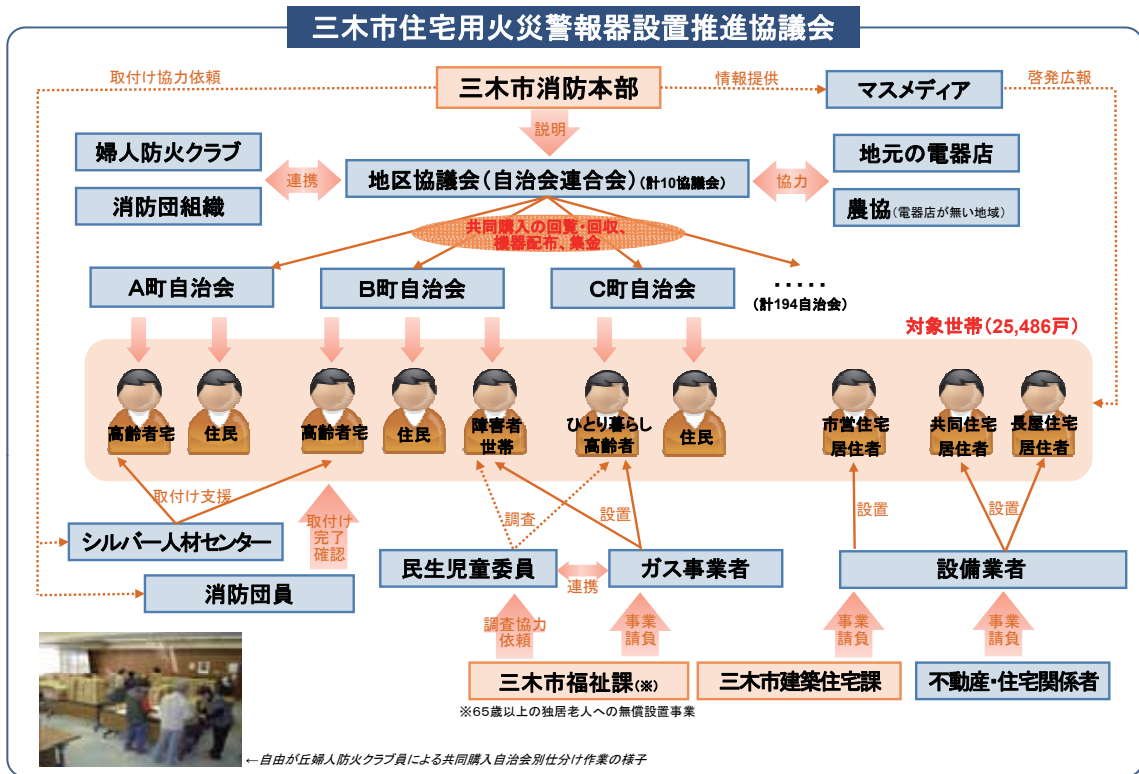 三木市住宅用火災警報器設置推進協議会
取付け協力依頼
三木市消防本部
情報提供
マスメディア
啓発広報
説明
婦人防火クラブ
消防団組織
連携
地区協議会(自治会連合会)(計10協議会)
協力
地元の電器店
農協(電器店が無い地域)
共同購入の回覧・回収、
機器配布、集金
A町自治会
B町自治会
C町自治会
・・・・・
(計194自治会)
対象世帯(25,486戸)
高齢者宅
住民
高齢者宅
住民
障害者
世帯
ひとり暮らし
高齢者
住民
市営住宅
居住者
共同住宅
居住者
長屋住宅
居住者
取付け支援
取付け
完了
確認
調査
設置
設置
設置
シルバー人材センター
消防団員
民生児童委員
連携
ガス事業者
設備業者
調査協力
依頼
事業
請負
事業
請負
事業
請負
三木市福祉課(※)
三木市建築住宅課
不動産・住宅関係者
※65歳以上の独居老人への無償設置事業
←自由が丘婦人防火クラブ員による共同購入自治会別仕分け作業の様子